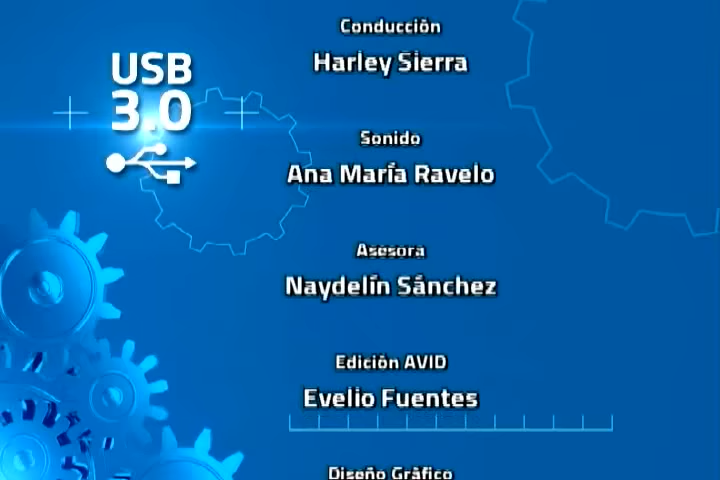 USB
3.0
Conducción
Harley Sierra
Sonido
Ana María Ravelo
Asesora
Naydelín Sánchez
Edición AVID
Evelio Fuentes
Diseño Gráfico